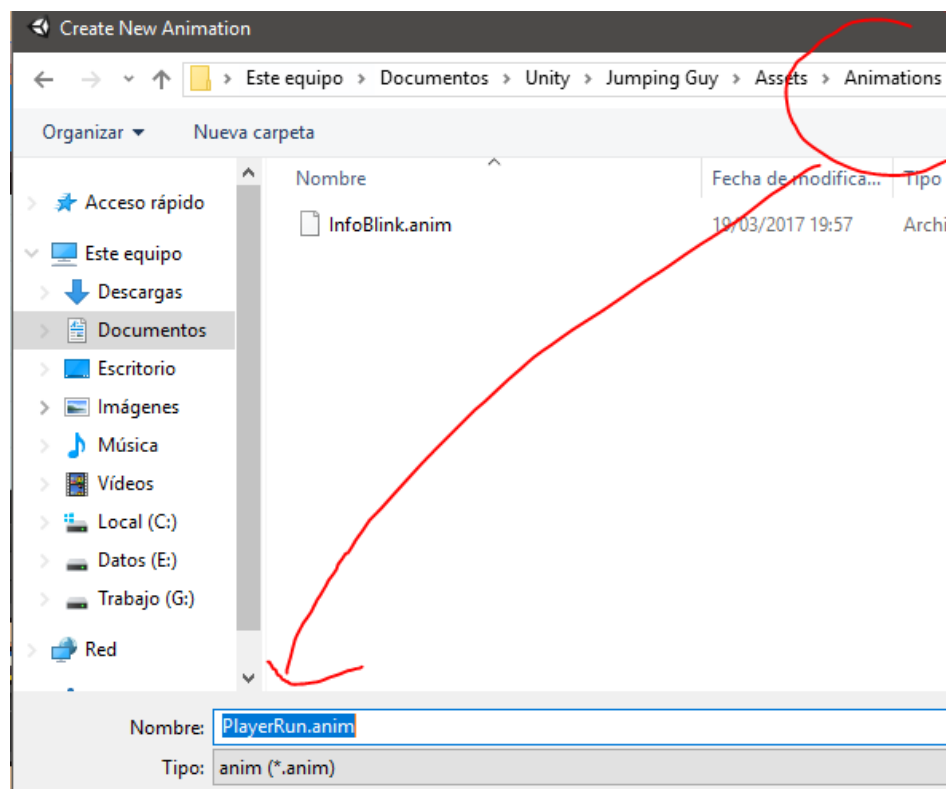 Create New Animation
Este equipo > Documentos > Unity > Jumping Guy > Assets > Animations
Organizar Nueva carpeta
Nombre Fecha de modifica... Tipo
InfoBlink.anim 19/03/2017 19:57 Archi
Acceso rápido
Este equipo
Descargas
Documentos
Escritorio
Imágenes
Música
Vídeos
Local (C:)
Datos (E:)
Trabajo (G:)
Red
Nombre: PlayerRun.anim
Tipo: anim (*.anim)